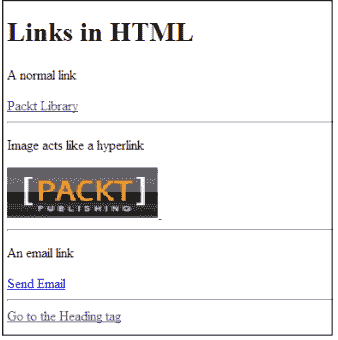 Links in HTML
A normal link
Packt Library
Image acts like a hyperlink
[PACKT]
PUBLISHING
An email link
Send Email
Go to the Heading tag